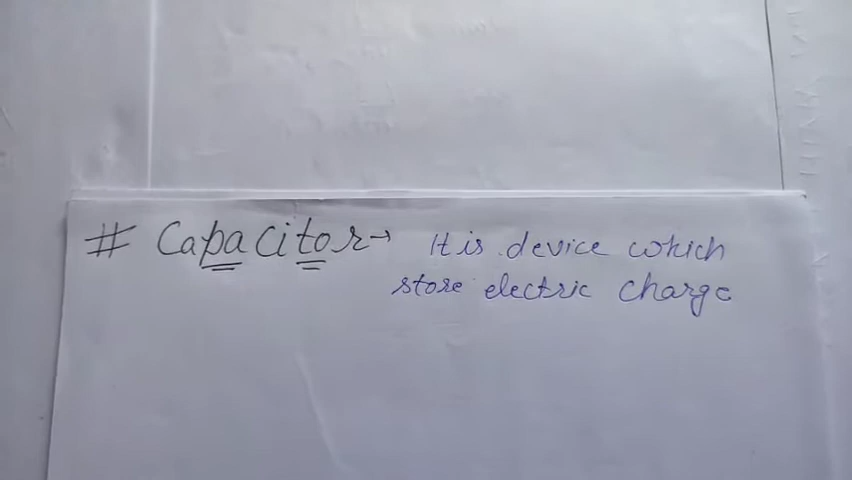 # Capacitor→ It is device which
store electric charge